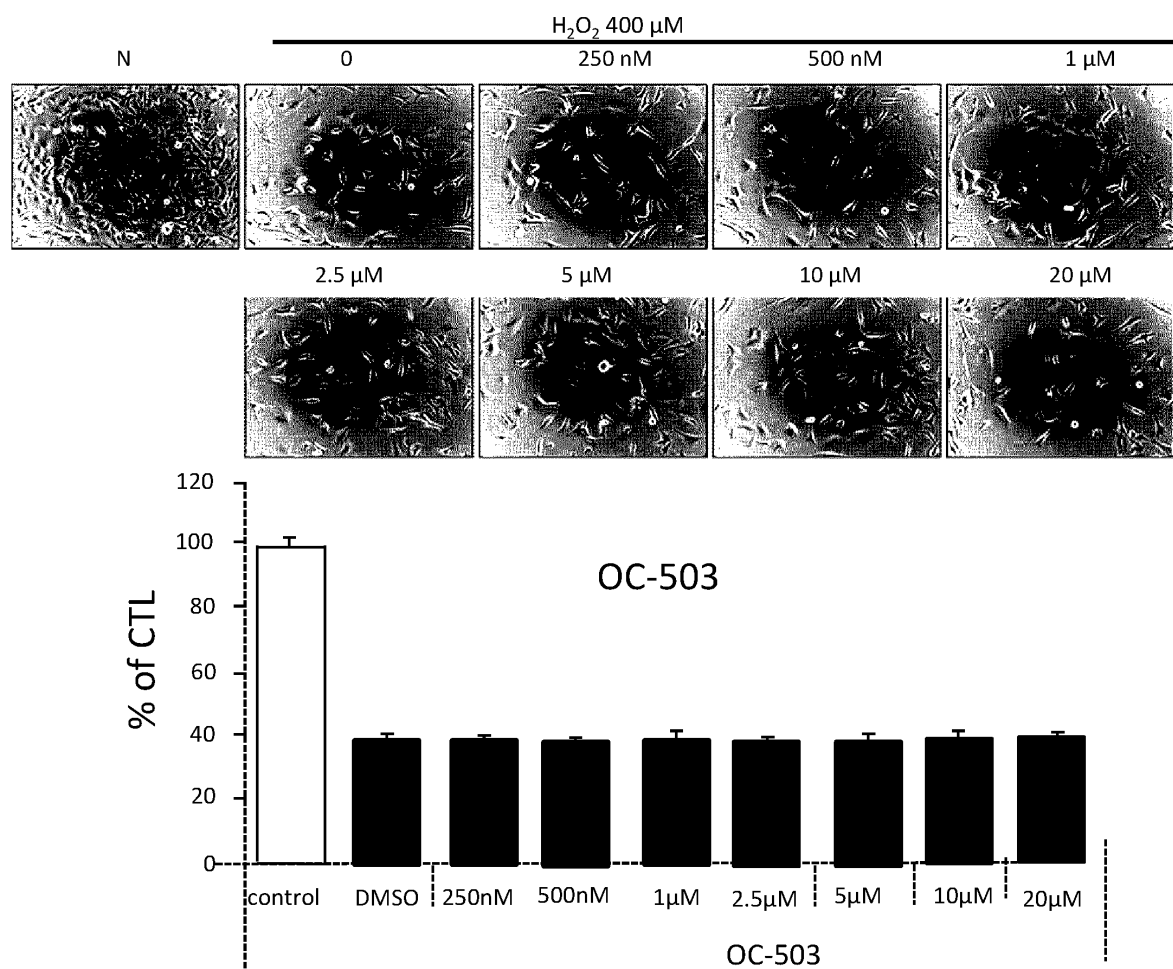 H₂O₂ 400 µM
N 0 250 nM 500 nM 1 µM
2.5 µM 5 µM 10 µM 20 µM
120
100
80
60
40
20
0
% of CTL
OC-503
control DMSO 250nM 500nM 1µM 2.5µM 5µM 10µM 20µM
OC-503